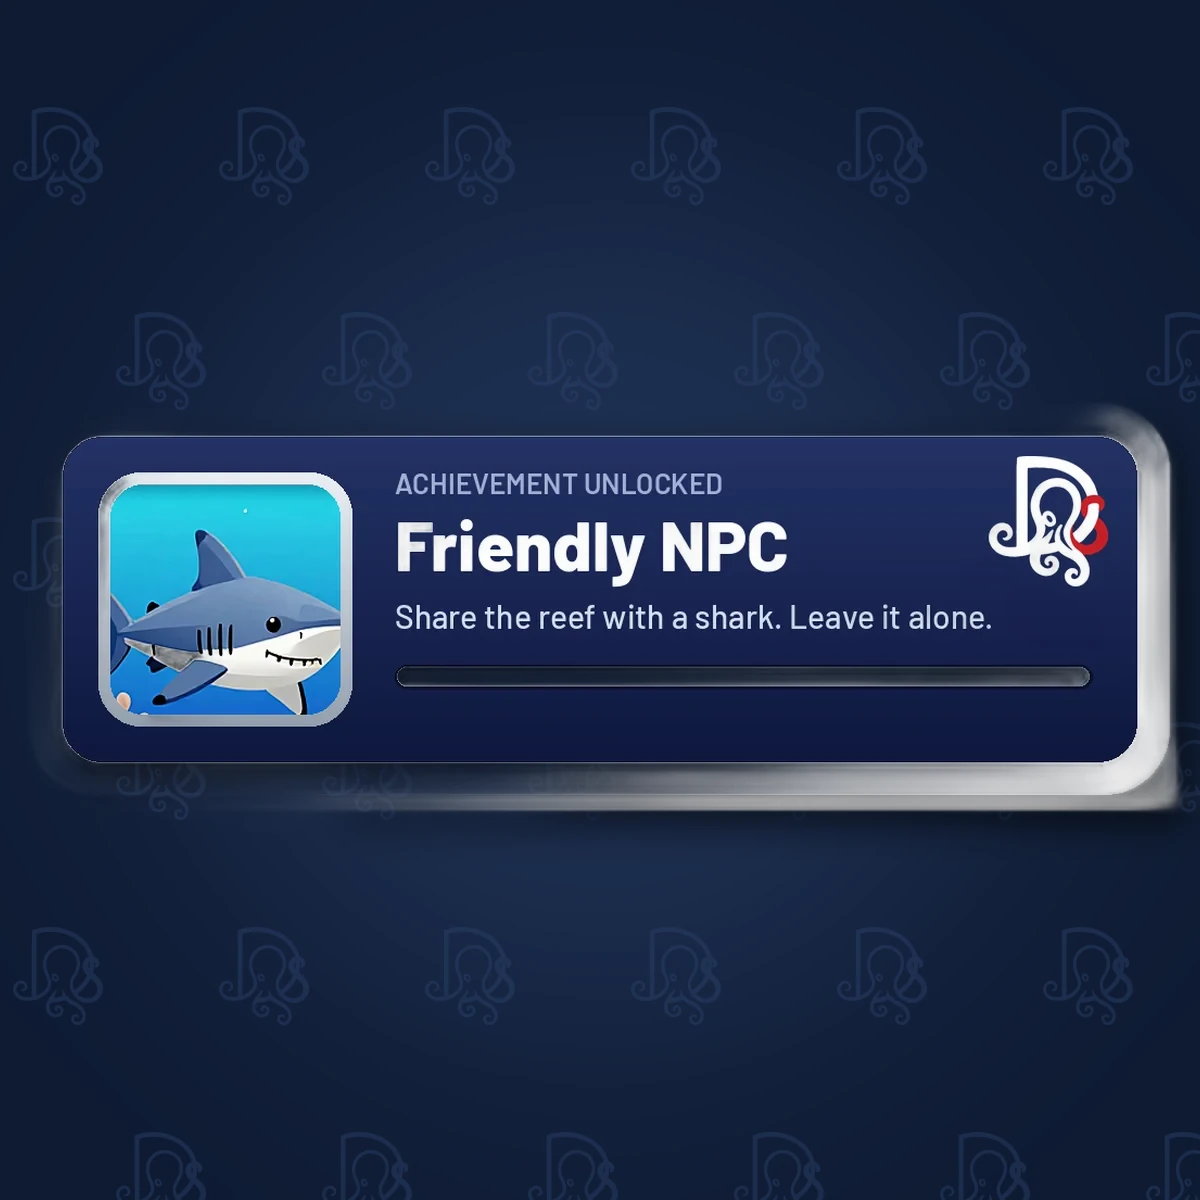 ACHIEVEMENT UNLOCKED
Friendly NPC
Share the reef with a shark. Leave it alone.